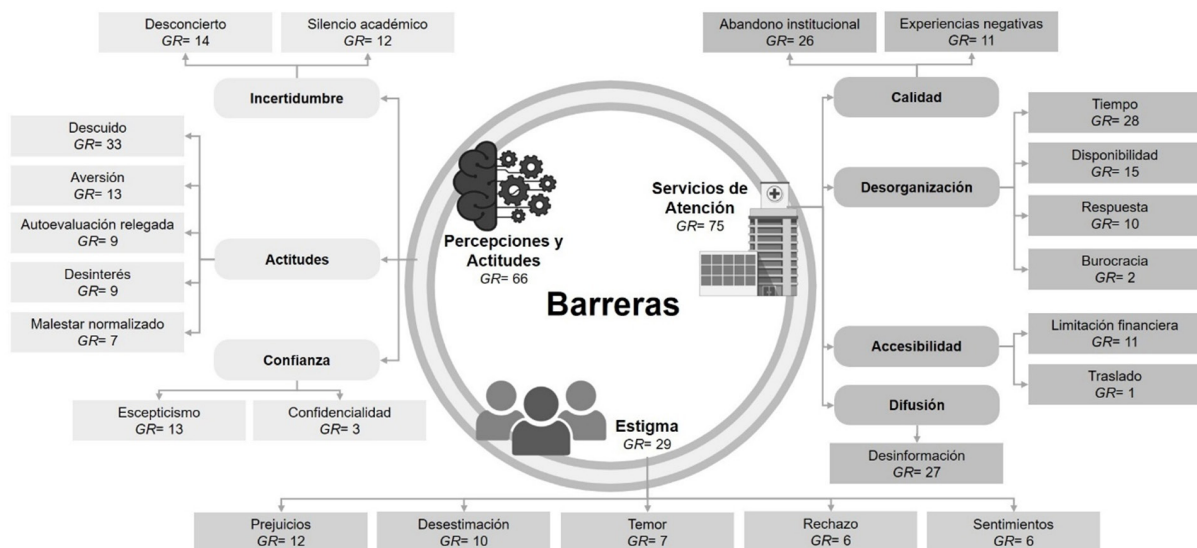 Desconcierto
GR= 14
Silencio académico
GR= 12
Incertidumbre
Descuido
GR= 33
Aversión
GR= 13
Autoevaluación relegada
GR= 9
Desinterés
GR= 9
Malestar normalizado
GR= 7
Actitudes
Confianza
Escepticismo
GR= 13
Confidencialidad
GR= 3
Percepciones y
Actitudes
GR= 66
Barreras
Servicios de
Atención
GR= 75
Estigma
GR= 29
Abandono institucional
GR= 26
Experiencias negativas
GR= 11
Calidad
Desorganización
Tiempo
GR= 28
Disponibilidad
GR= 15
Respuesta
GR= 10
Burocracia
GR= 2
Accesibilidad
Limitación financiera
GR= 11
Traslado
GR= 1
Difusión
Desinformación
GR= 27
Prejuicios
GR= 12
Desestimación
GR= 10
Temor
GR= 7
Rechazo
GR= 6
Sentimientos
GR= 6